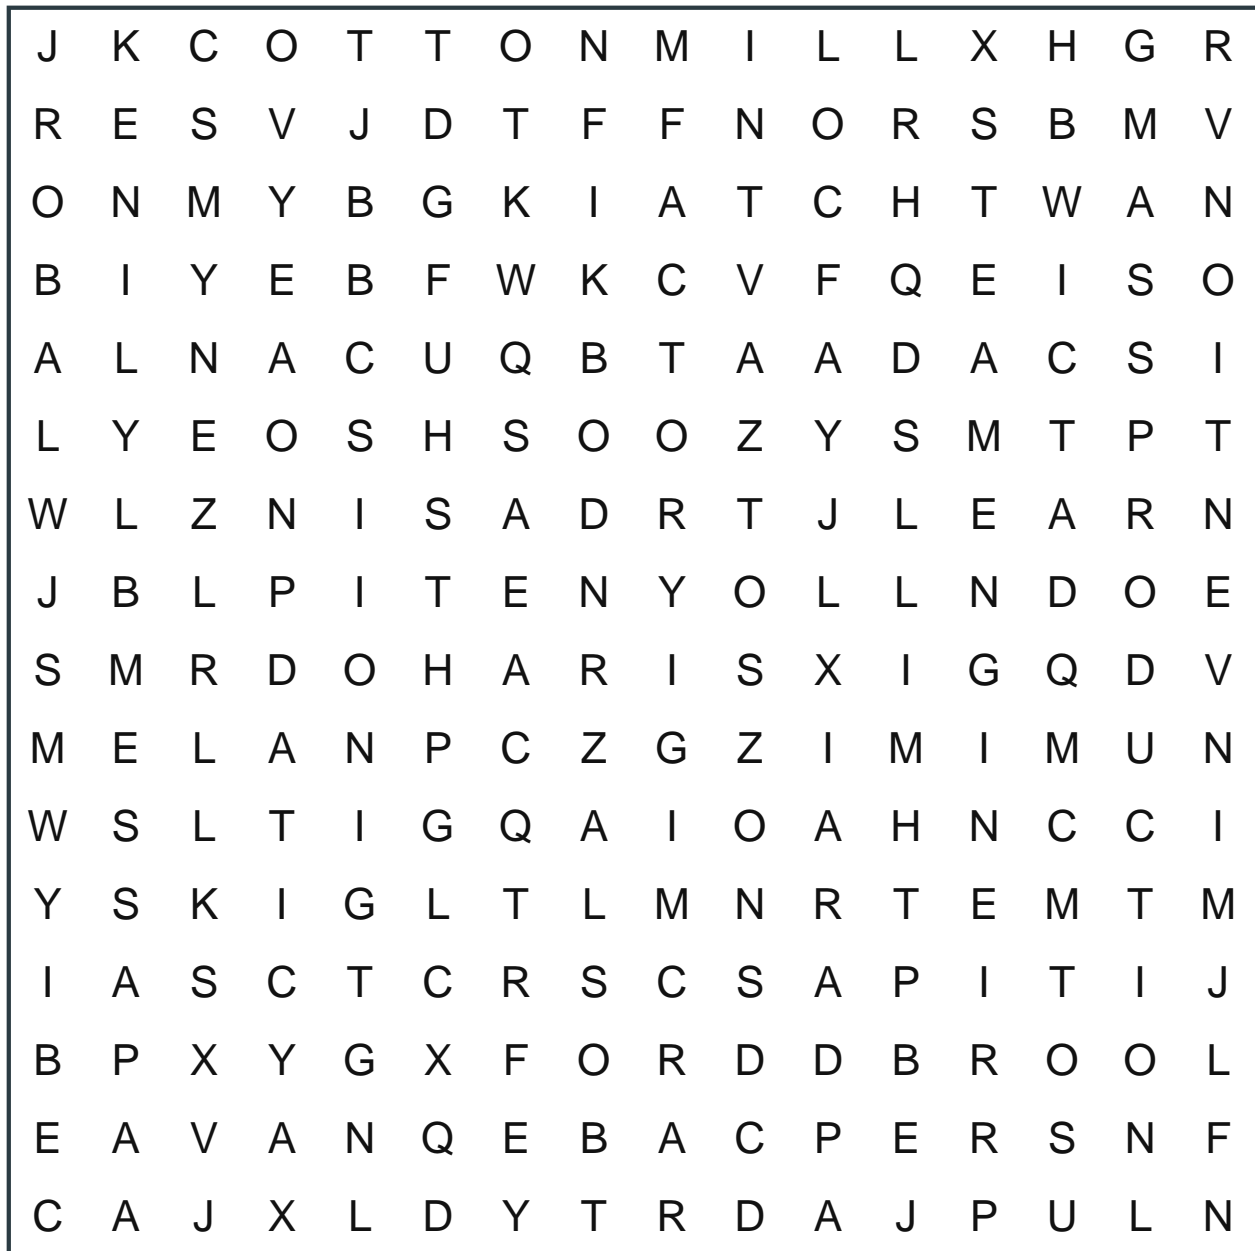 J K C O T T O N M I L L X H G R
R E S V J D T F F N O R S B M V
O N M Y B G K I A T C H T W A N
B I Y E B F W K C V F Q E I S O
A L N A C U Q B T A A D A C S I
L Y E O S H S O O Z Y S M T P T
W L Z N I S A D R T J L E A R N
J B L P I T E N Y O L L N D O E
S M R D O H A R I S X I G Q D V
M E L A N P C Z G Z I M I M U N
W S L T I G Q A I O A H N C C I
Y S K I G L T L M N R T E M T M
I A S C T C R S C S A P I T I J
B P X Y G X F O R D D B R O O L
E A V A N Q E B A C P E R S N F
C A J X L D Y T R D A J P U L N